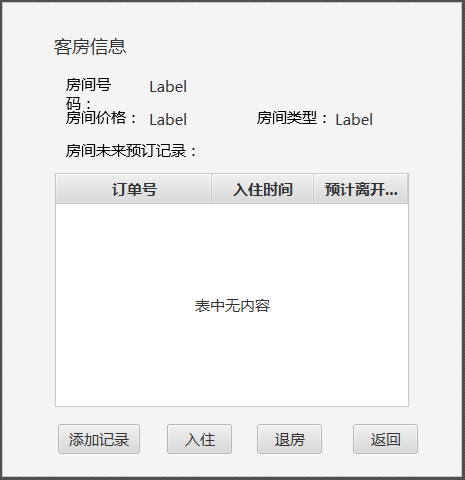 客房信息
房间号
码：
Label
房间价格： Label 房间类型： Label
房间未来预订记录：
订单号 入住时间 预计离开...
表中无内容
添加记录 入住 退房 返回